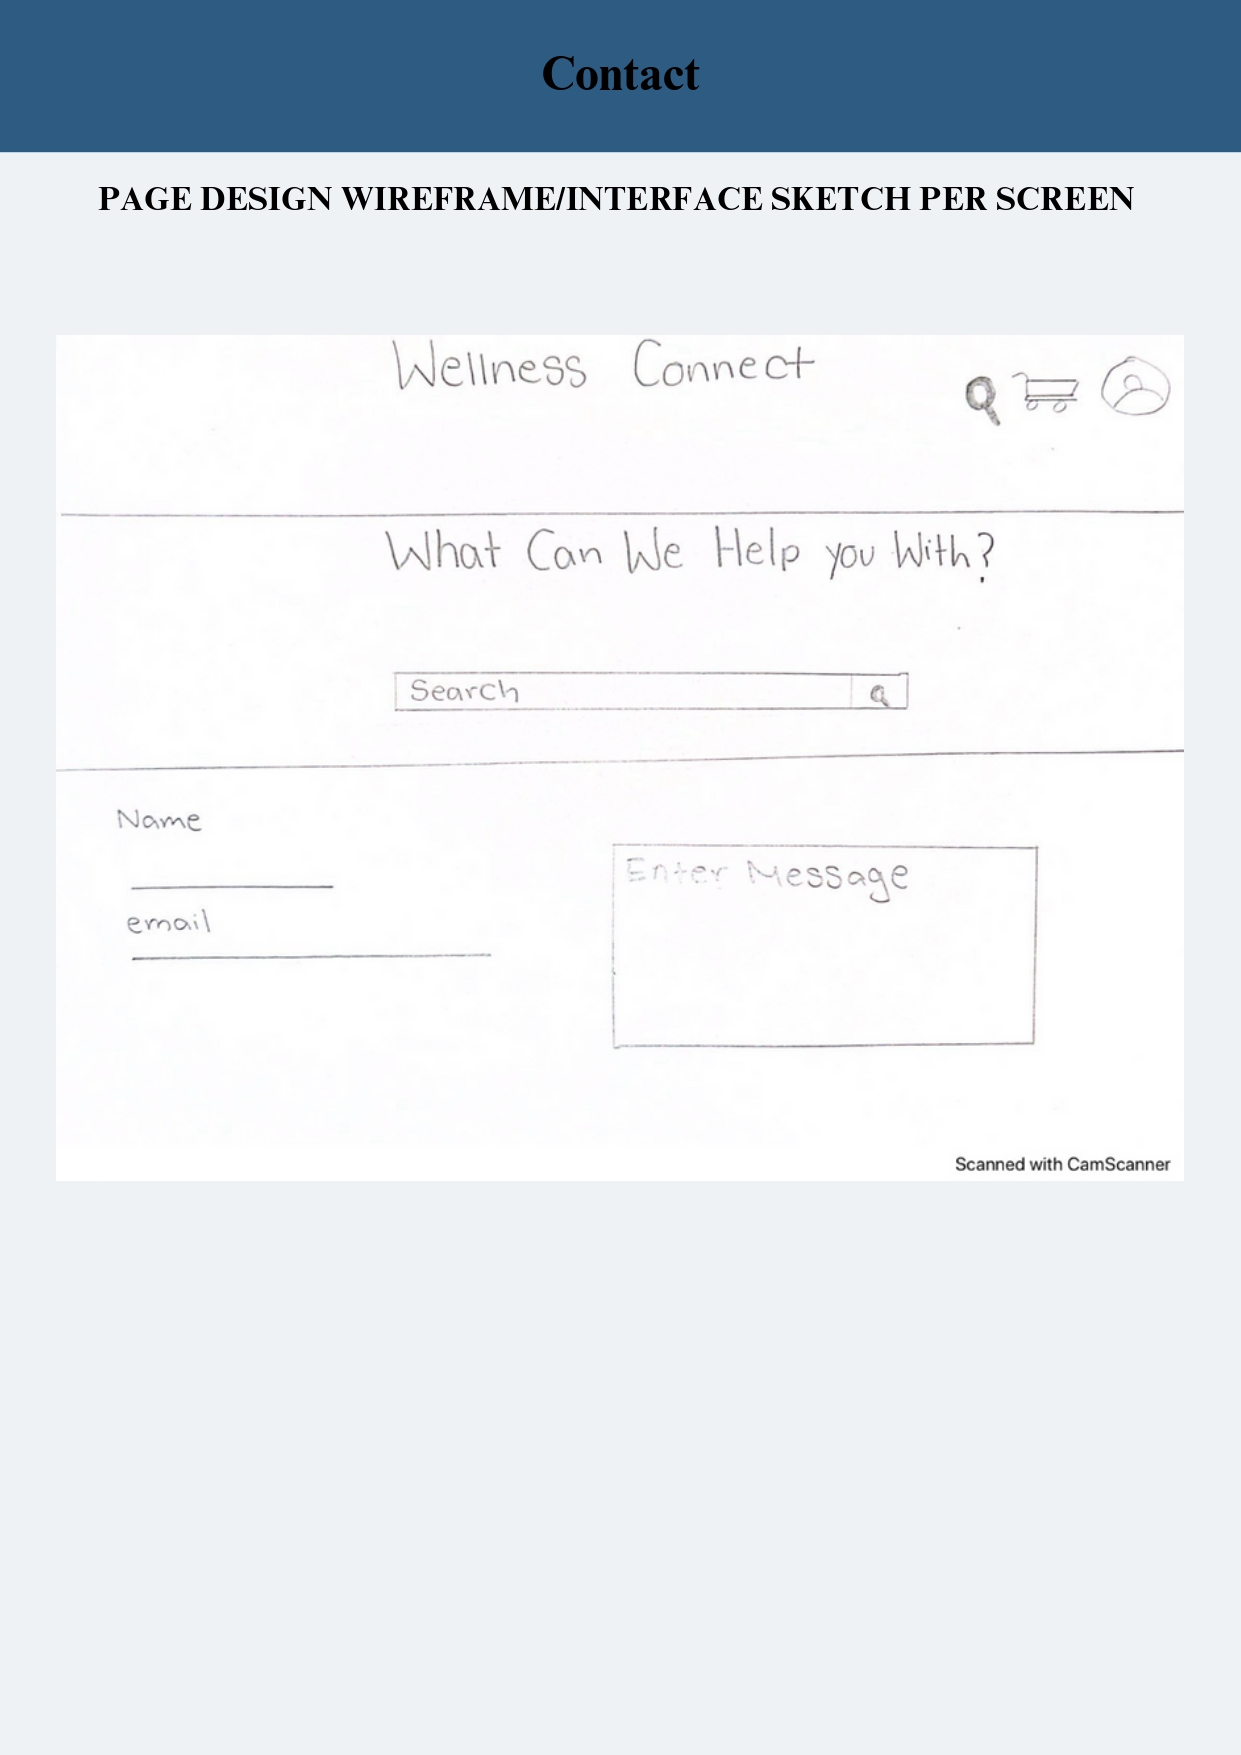 Contact
PAGE DESIGN WIREFRAME/INTERFACE SKETCH PER SCREEN
Wellness Connect
What Can We Help you With?
Search
Name
Enter Message
email
Scanned with CamScanner